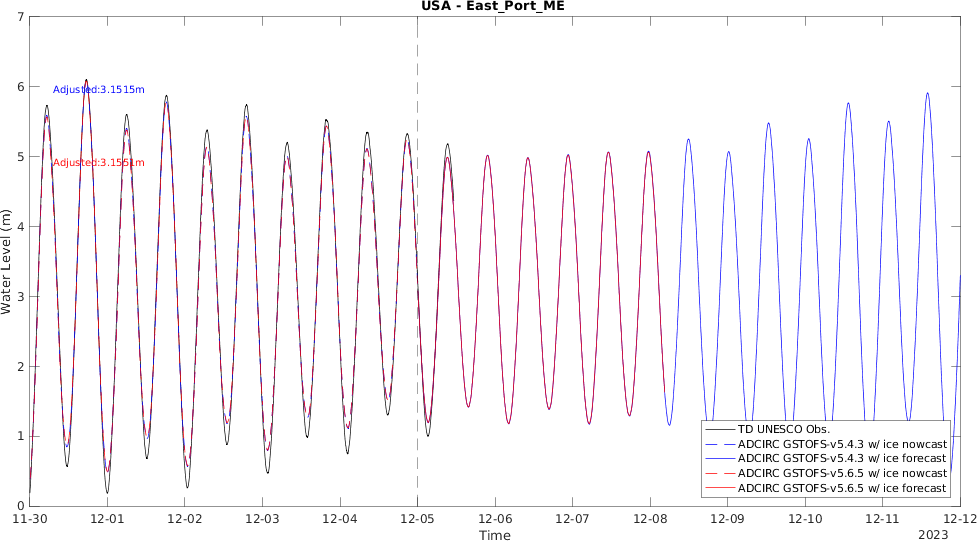 USA - East_Port_ME
7
6
5
4
3
2
1
0
Water Level (m)
Adjusted:3.1515m
Adjusted:3.1551m
TD UNESCO Obs.
ADCIRC GSTOFS-v5.4.3 w/ ice nowcast
ADCIRC GSTOFS-v5.4.3 w/ ice forecast
ADCIRC GSTOFS-v5.6.5 w/ ice nowcast
ADCIRC GSTOFS-v5.6.5 w/ ice forecast
11-30 12-01 12-02 12-03 12-04 12-05 12-06 12-07 12-08 12-09 12-10 12-11 12-12
Time
2023